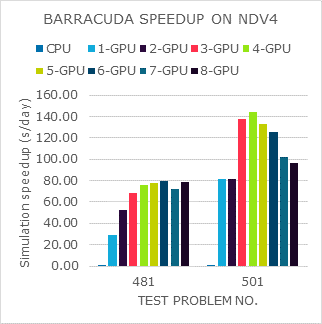 BARRACUDA SPEEDUP ON NDV4
CPU 1-GPU 2-GPU 3-GPU 4-GPU
5-GPU 6-GPU 7-GPU 8-GPU
Simulation speedup (s/day)
160.00
140.00
120.00
100.00
80.00
60.00
40.00
20.00
0.00
481 501
TEST PROBLEM NO.